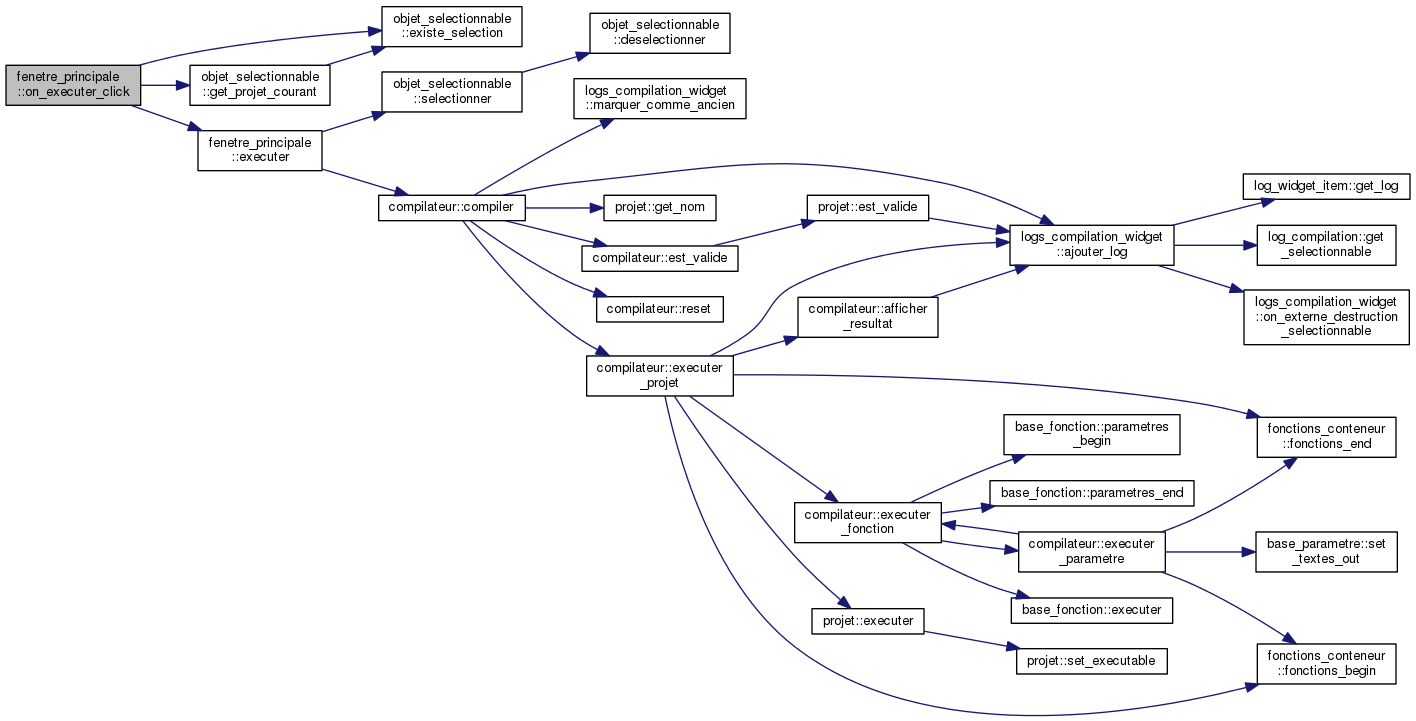 fenetre_principale
::on_executer_click
objet_selectionnable
::existe_selection
objet_selectionnable
::get_projet_courant
fenetre_principale
::executer
objet_selectionnable
::selectionner
objet_selectionnable
::deselectionner
compilateur::compiler
logs_compilation_widget
::marquer_comme_ancien
projet::get_nom
compilateur::est_valide
projet::est_valide
compilateur::reset
compilateur::executer
_projet
compilateur::afficher
_resultat
logs_compilation_widget
::ajouter_log
log_widget_item::get_log
log_compilation::get
_selectionnable
logs_compilation_widget
::on_externe_destruction
_selectionnable
compilateur::executer
_fonction
base_fonction::parametres
_begin
base_fonction::parametres_end
compilateur::executer
_parametre
base_fonction::executer
fonctions_conteneur
::fonctions_end
base_parametre::set
_textes_out
fonctions_conteneur
::fonctions_begin
projet::executer
projet::set_executable